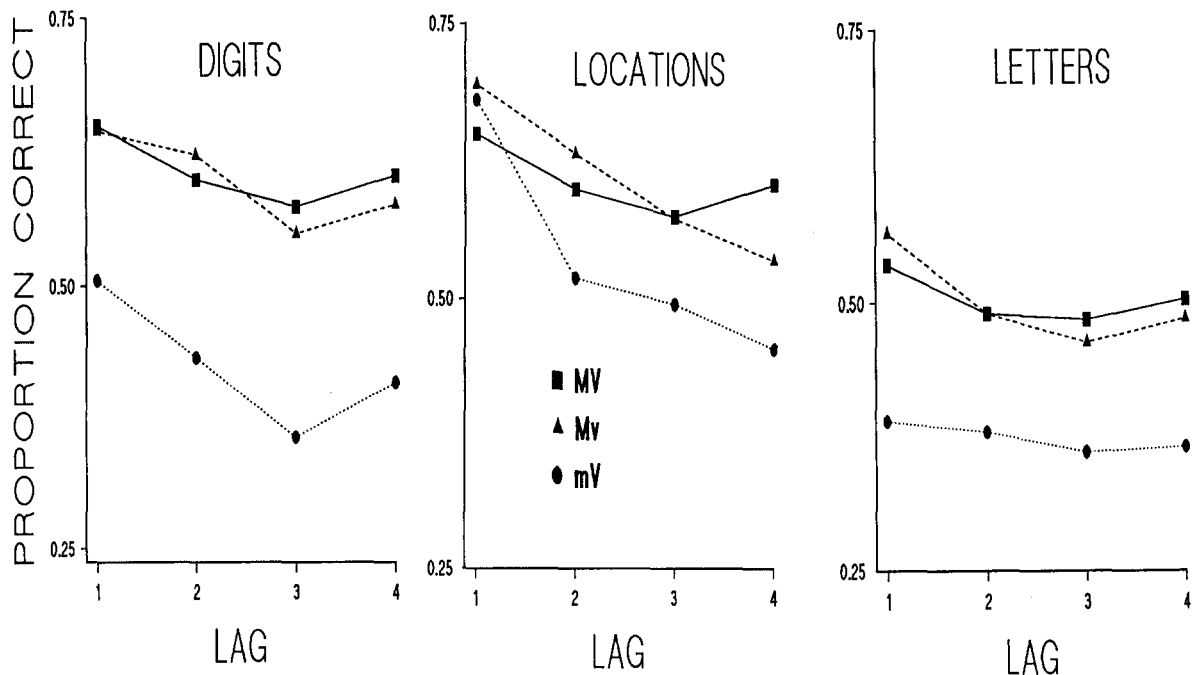 PROPORTION CORRECT
DIGITS
0.75
0.50
0.25
1 2 3 4
LAG
LOCATIONS
0.75
0.50
0.25
MV
Mv
mV
1 2 3 4
LAG
LETTERS
0.75
0.50
0.25
1 2 3 4
LAG